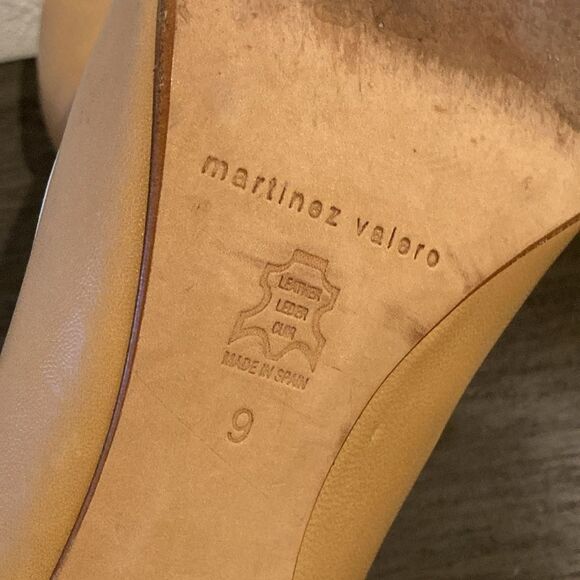 martinez valero
LEATHER
LEDER
CUIR
MADE IN SPAIN
9